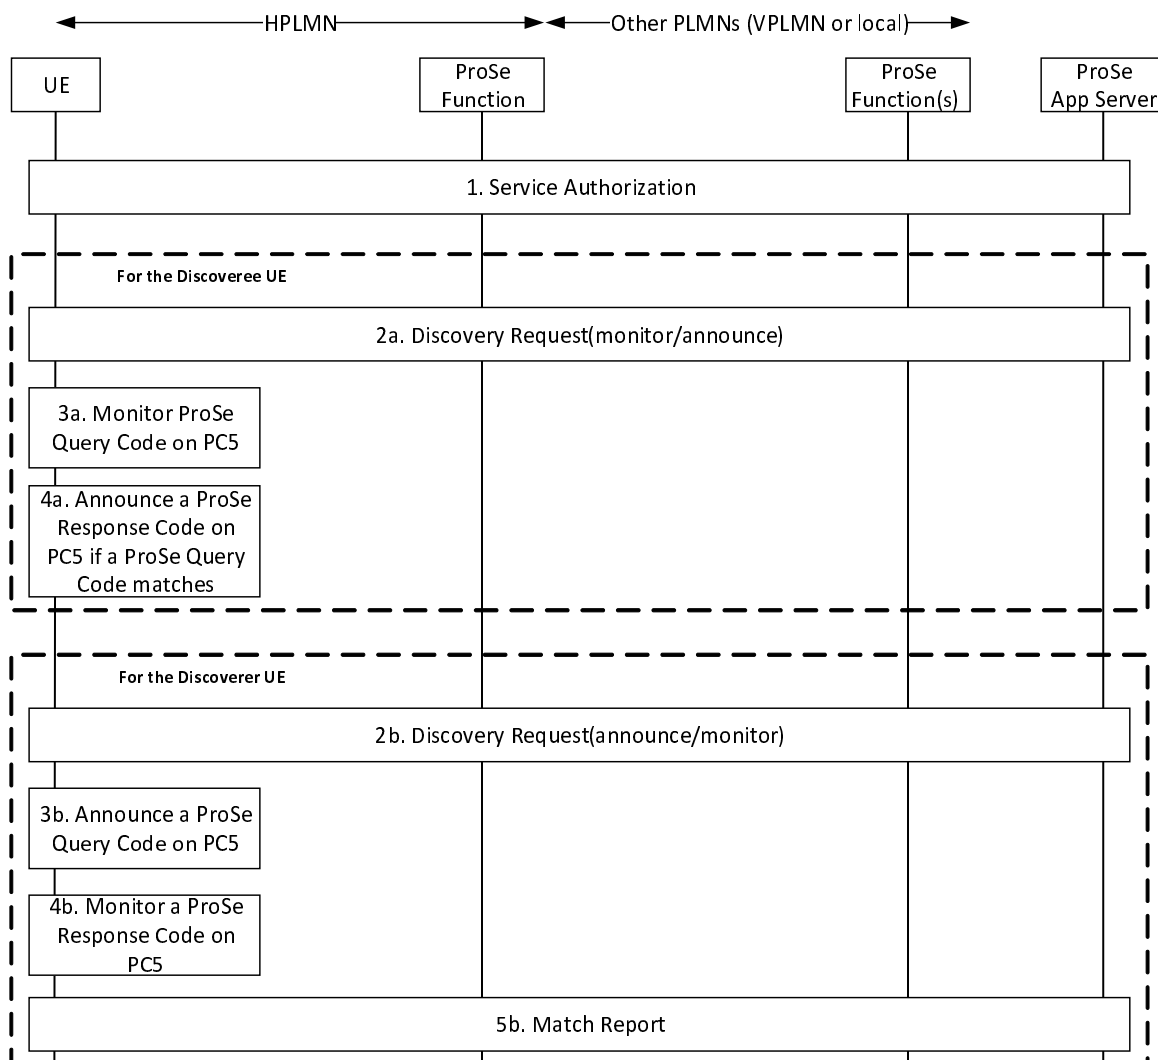 HPLMN
Other PLMNs (VPLMN or local)
UE
ProSe
Function
ProSe
Function(s)
ProSe
App Server
1. Service Authorization
For the Discoveree UE
2a. Discovery Request(monitor/announce)
3a. Monitor ProSe
Query Code on PC5
4a. Announce a ProSe
Response Code on
PC5 if a ProSe Query
Code matches
For the Discoverer UE
2b. Discovery Request(announce/monitor)
3b. Announce a ProSe
Query Code on PC5
4b. Monitor a ProSe
Response Code on
PC5
5b. Match Report